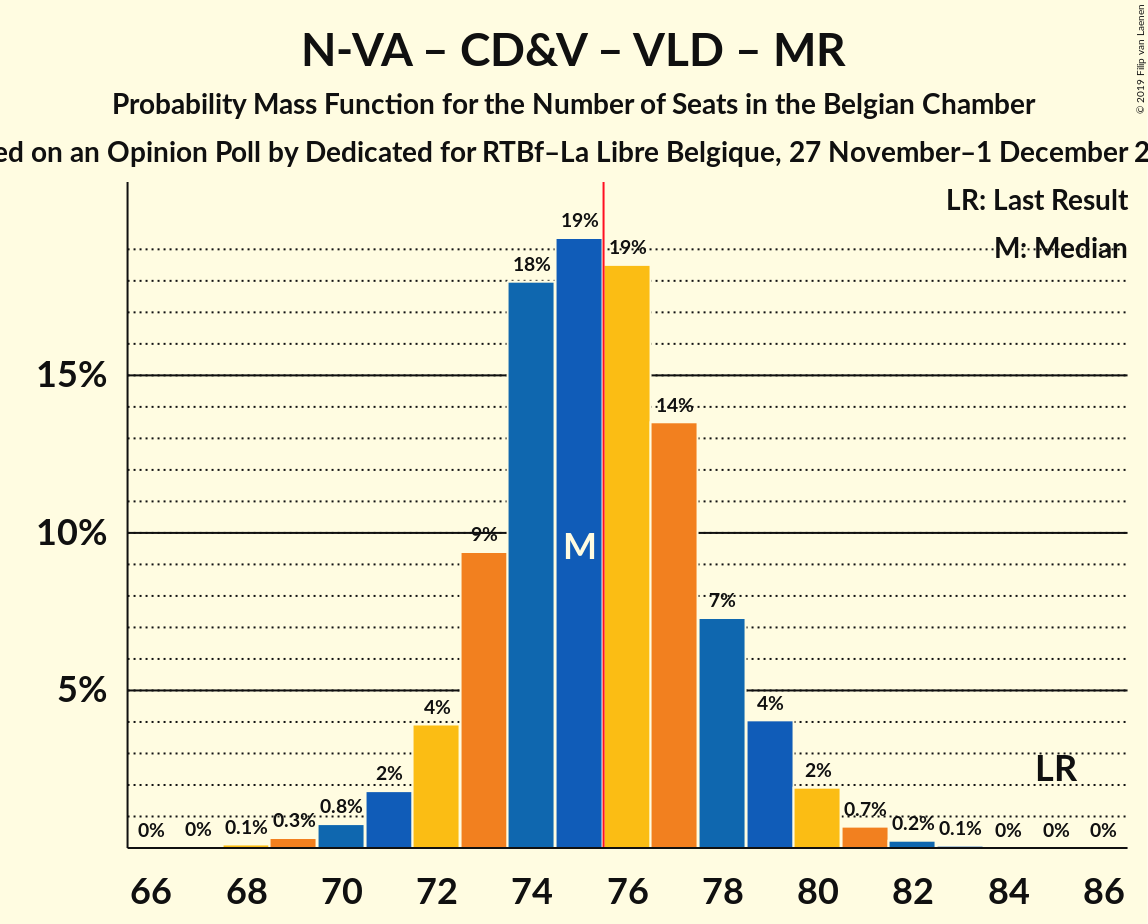 N-VA – CD&V – VLD – MR
Probability Mass Function for the Number of Seats in the Belgian Chamber
on an Opinion Poll by Dedicated for RTBf–La Libre Belgique, 27 November–1 December
© 2019 Filip van Laenen
LR: Last Result
M: Median
19%
19%
18%
15%
14%
10%
9%
M
7%
5%
4%
4%
2%
2%
LR
0%
0%
0.1%
0.3%
0.8%
0.7%
0.2%
0.1%
0%
0%
0%
66 68 70 72 74 76 78 80 82 84 86